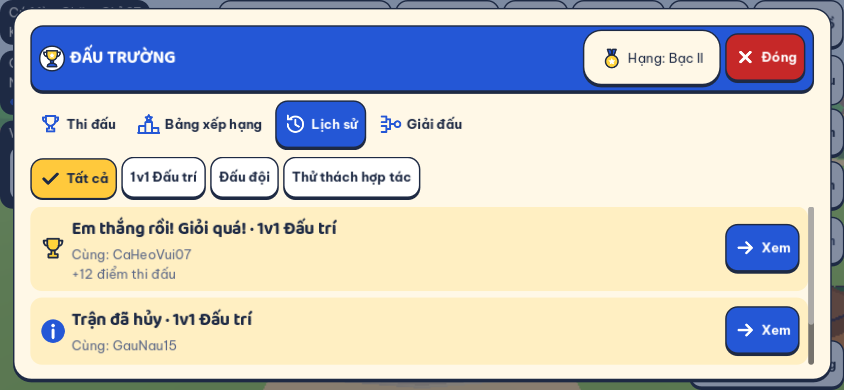 ĐẤU TRƯỜNG
Hạng: Bạc II
Đóng
Thi đấu
Bảng xếp hạng
Lịch sử
Giải đấu
Tất cả
1v1 Đấu trí
Đấu đội
Thử thách hợp tác
Em thắng rồi! Giỏi quá! · 1v1 Đấu trí
Cùng: CaHeoVui07
+12 điểm thi đấu
Xem
Trận đã hủy · 1v1 Đấu trí
Cùng: GauNau15
Xem